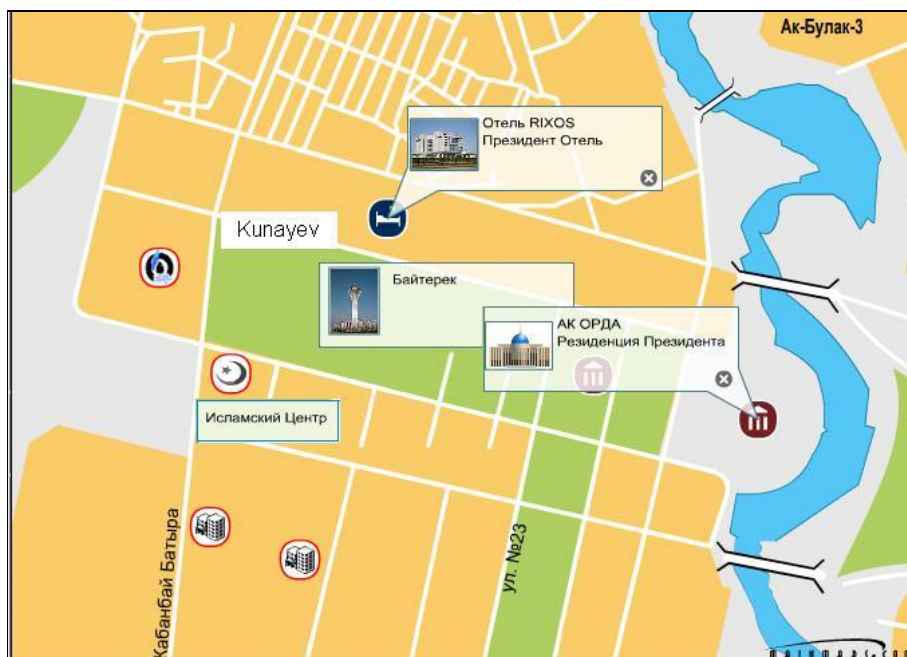 Ак-Булак-3
Отель RIXOS
Президент Отель
Kunayev
Байтерек
АК ОРДА
Резиденция Президента
Исламский Центр
Кабанбай Батыра
ул. №23